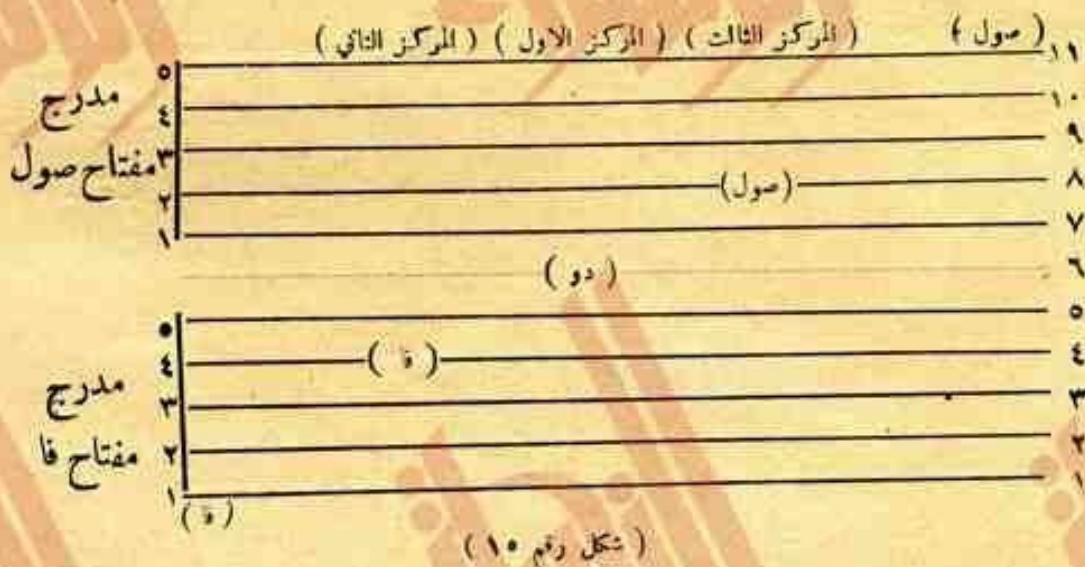 ( صول ) ( المركز الثالث ) ( المركز الاول ) ( المركز الثاني )
١١ ٥
١٠ ٤
٩ ٣
٨ (صول) ٢
٧ ١
مدرج
مفتاح صول
٦ ( دو )
٥ ٥
٤ ( ف ) ٤
٣ ٣
٢ ٢
١ ١
مدرج
مفتاح فا
( ف )
( شكل رقم ١٥ )